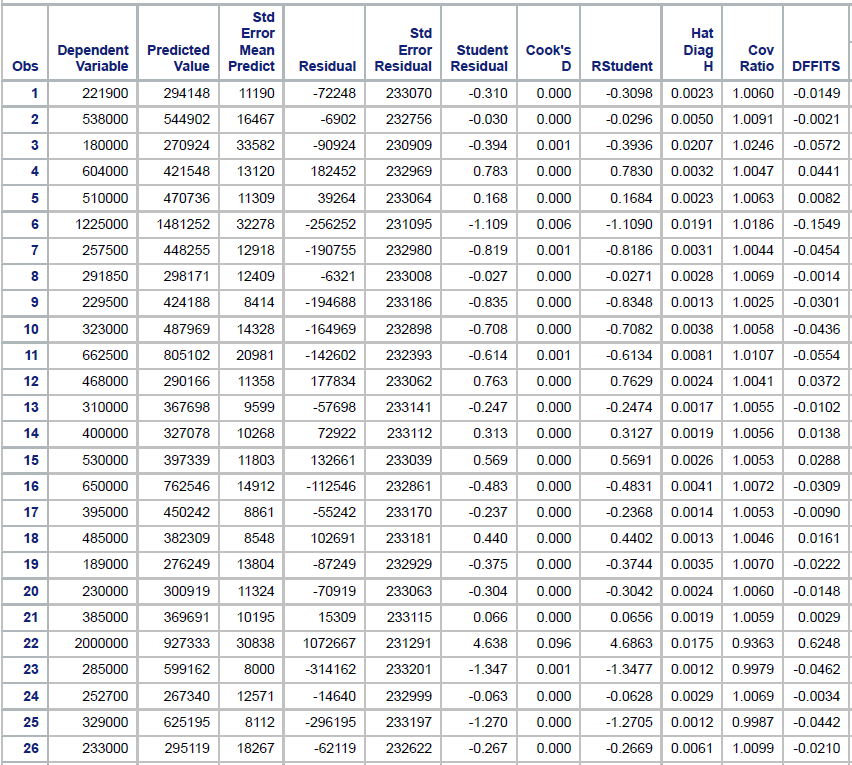 Obs Dependent Variable Predicted Value Std Error Mean Predict Residual Std Error Residual Student Residual Cook's D RStudent Hat Diag H Cov Ratio DFFITS
1 221900 294148 11190 -72248 233070 -0.310 0.000 -0.3098 0.0023 1.0060 -0.0149
2 538000 544902 16467 -6902 232756 -0.030 0.000 -0.0296 0.0050 1.0091 -0.0021
3 180000 270924 33582 -90924 230909 -0.394 0.001 -0.3936 0.0207 1.0246 -0.0572
4 604000 421548 13120 182452 232969 0.783 0.000 0.7830 0.0032 1.0047 0.0441
5 510000 470736 11309 39264 233064 0.168 0.000 0.1684 0.0023 1.0063 0.0082
6 1225000 1481252 32278 -256252 231095 -1.109 0.006 -1.1090 0.0191 1.0186 -0.1549
7 257500 448255 12918 -190755 232980 -0.819 0.001 -0.8186 0.0031 1.0044 -0.0454
8 291850 298171 12409 -6321 233008 -0.027 0.000 -0.0271 0.0028 1.0069 -0.0014
9 229500 424188 8414 -194688 233186 -0.835 0.000 -0.8348 0.0013 1.0025 -0.0301
10 323000 487969 14328 -164969 232898 -0.708 0.000 -0.7082 0.0038 1.0058 -0.0436
11 662500 805102 20981 -142602 232393 -0.614 0.001 -0.6134 0.0081 1.0107 -0.0554
12 468000 290166 11358 177834 233062 0.763 0.000 0.7629 0.0024 1.0041 0.0372
13 310000 367698 9599 -57698 233141 -0.247 0.000 -0.2474 0.0017 1.0055 -0.0102
14 400000 327078 10268 72922 233112 0.313 0.000 0.3127 0.0019 1.0056 0.0138
15 530000 397339 11803 132661 233039 0.569 0.000 0.5691 0.0026 1.0053 0.0288
16 650000 762546 14912 -112546 232861 -0.483 0.000 -0.4831 0.0041 1.0072 -0.0309
17 395000 450242 8861 -55242 233170 -0.237 0.000 -0.2368 0.0014 1.0053 -0.0090
18 485000 382309 8548 102691 233181 0.440 0.000 0.4402 0.0013 1.0046 0.0161
19 189000 276249 13804 -87249 232929 -0.375 0.000 -0.3744 0.0035 1.0070 -0.0222
20 230000 300919 11324 -70919 233063 -0.304 0.000 -0.3042 0.0024 1.0060 -0.0148
21 385000 369691 10195 15309 233115 0.066 0.000 0.0656 0.0019 1.0059 0.0029
22 2000000 927333 30838 1072667 231291 4.638 0.096 4.6863 0.0175 0.9363 0.6248
23 285000 599162 8000 -314162 233201 -1.347 0.001 -1.3477 0.0012 0.9979 -0.0462
24 252700 267340 12571 -14640 232999 -0.063 0.000 -0.0628 0.0029 1.0069 -0.0034
25 329000 625195 8112 -296195 233197 -1.270 0.000 -1.2705 0.0012 0.9987 -0.0442
26 233000 295119 18267 -62119 232622 -0.267 0.000 -0.2669 0.0061 1.0099 -0.0210